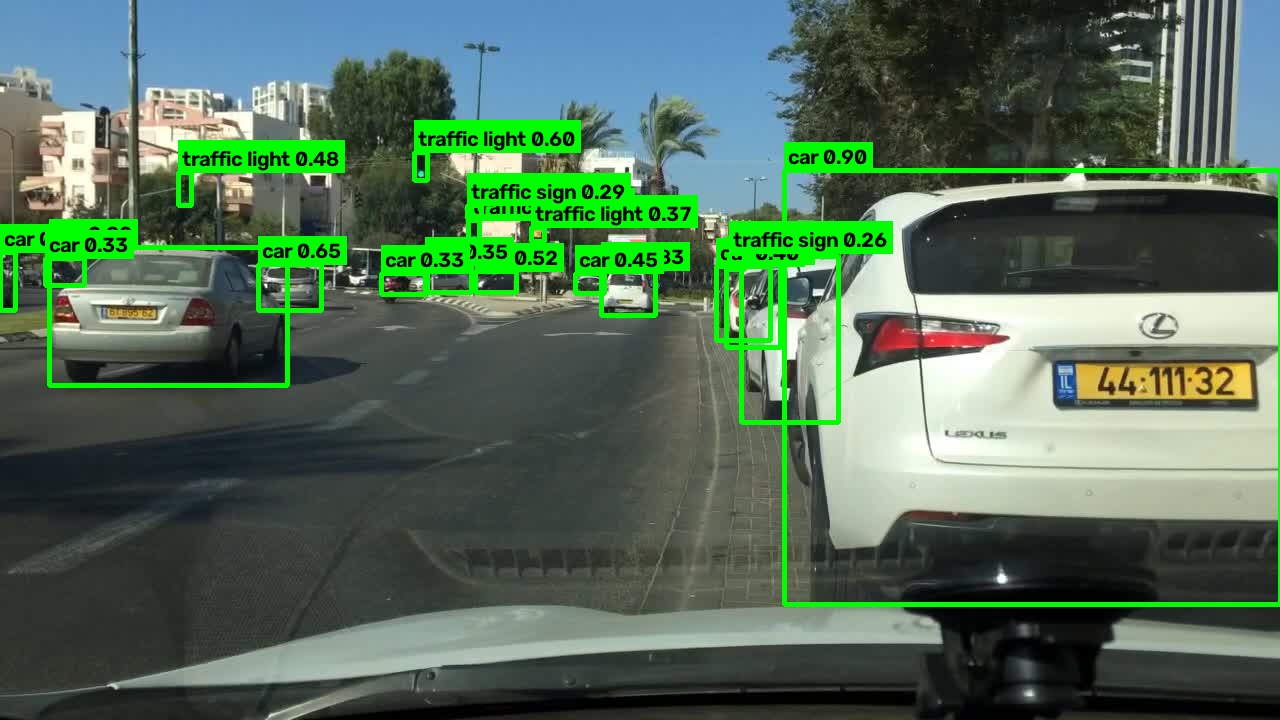 traffic light 0.60
traffic light 0.48
car 0.90
traffic sign 0.29
traffic light 0.37
car
car 0.33
car 0.65
traffic sign 0.26
car 0.33
0.35
0.52
car 0.45
44·111·32
IL
LEXUS